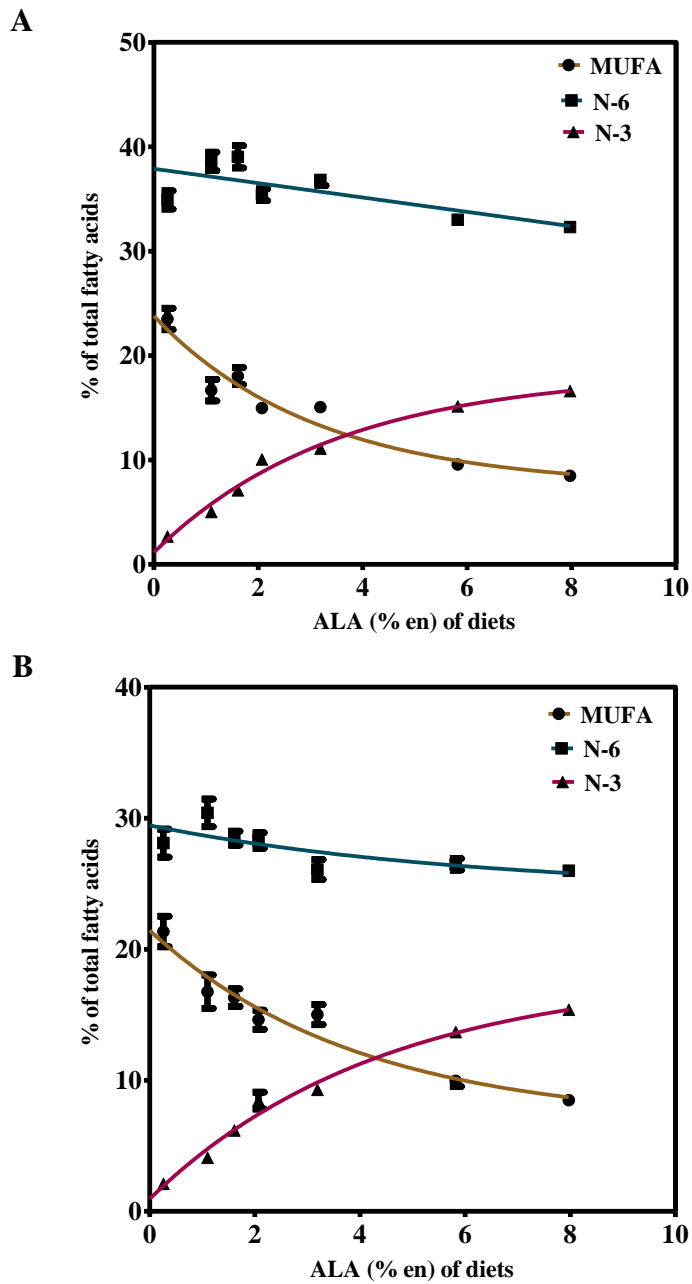 A
50
40
30
20
10
0
% of total fatty acids
MUFA
N-6
N-3
0 2 4 6 8 10
ALA (% en) of diets
B
40
30
20
10
0
% of total fatty acids
MUFA
N-6
N-3
0 2 4 6 8 10
ALA (% en) of diets